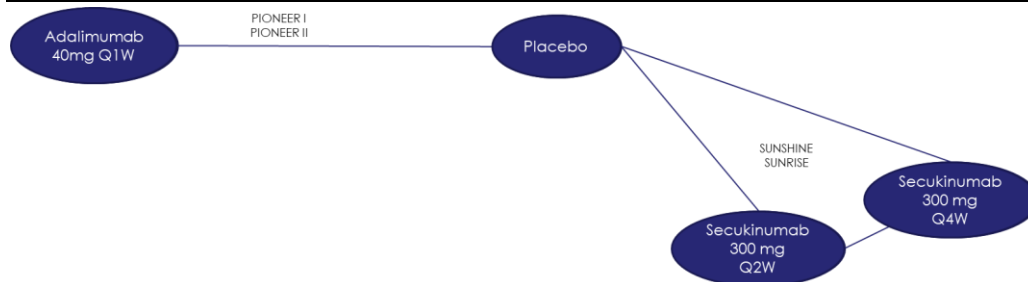 PIONEER I
PIONEER II
Adalimumab
40mg Q1W
Placebo
SUNSHINE
SUNRISE
Secukinumab
300 mg
Q4W
Secukinumab
300 mg
Q2W